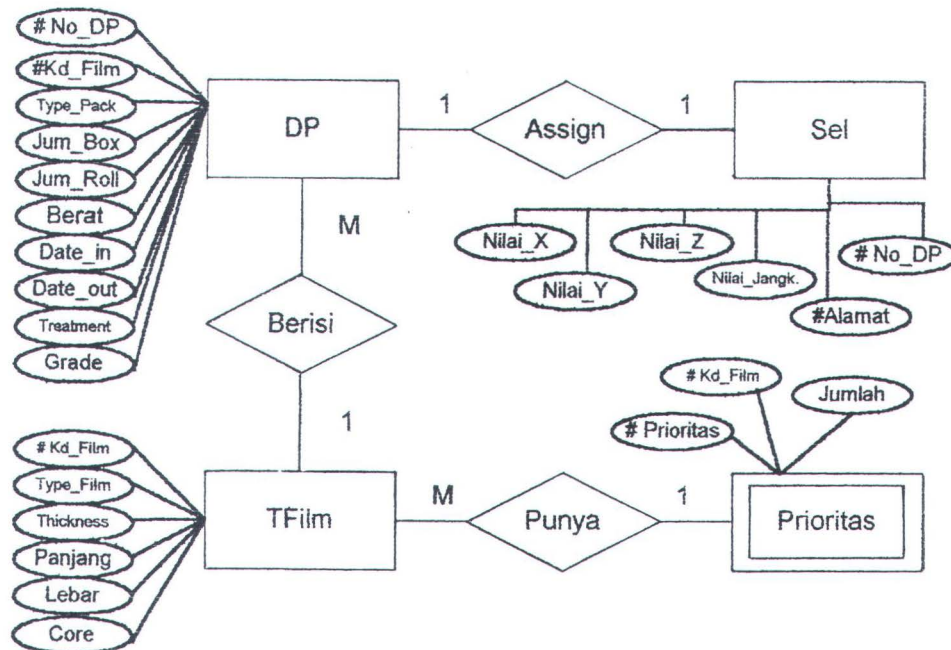 # No_DP
#Kd_Film
Type_Pack
Jum_Box
Jum_Roll
Berat
Date_in
Date_out
Treatment
Grade
DP
1
Assign
1
Sel
Nilai_X
Nilai_Y
Nilai_Z
Nilai_Jangk.
#Alamat
# No_DP
M
Berisi
1
# Kd_Film
Type_Film
Thickness
Panjang
Lebar
Core
TFilm
M
Punya
1
Prioritas
# Prioritas
# Kd_Film
Jumlah